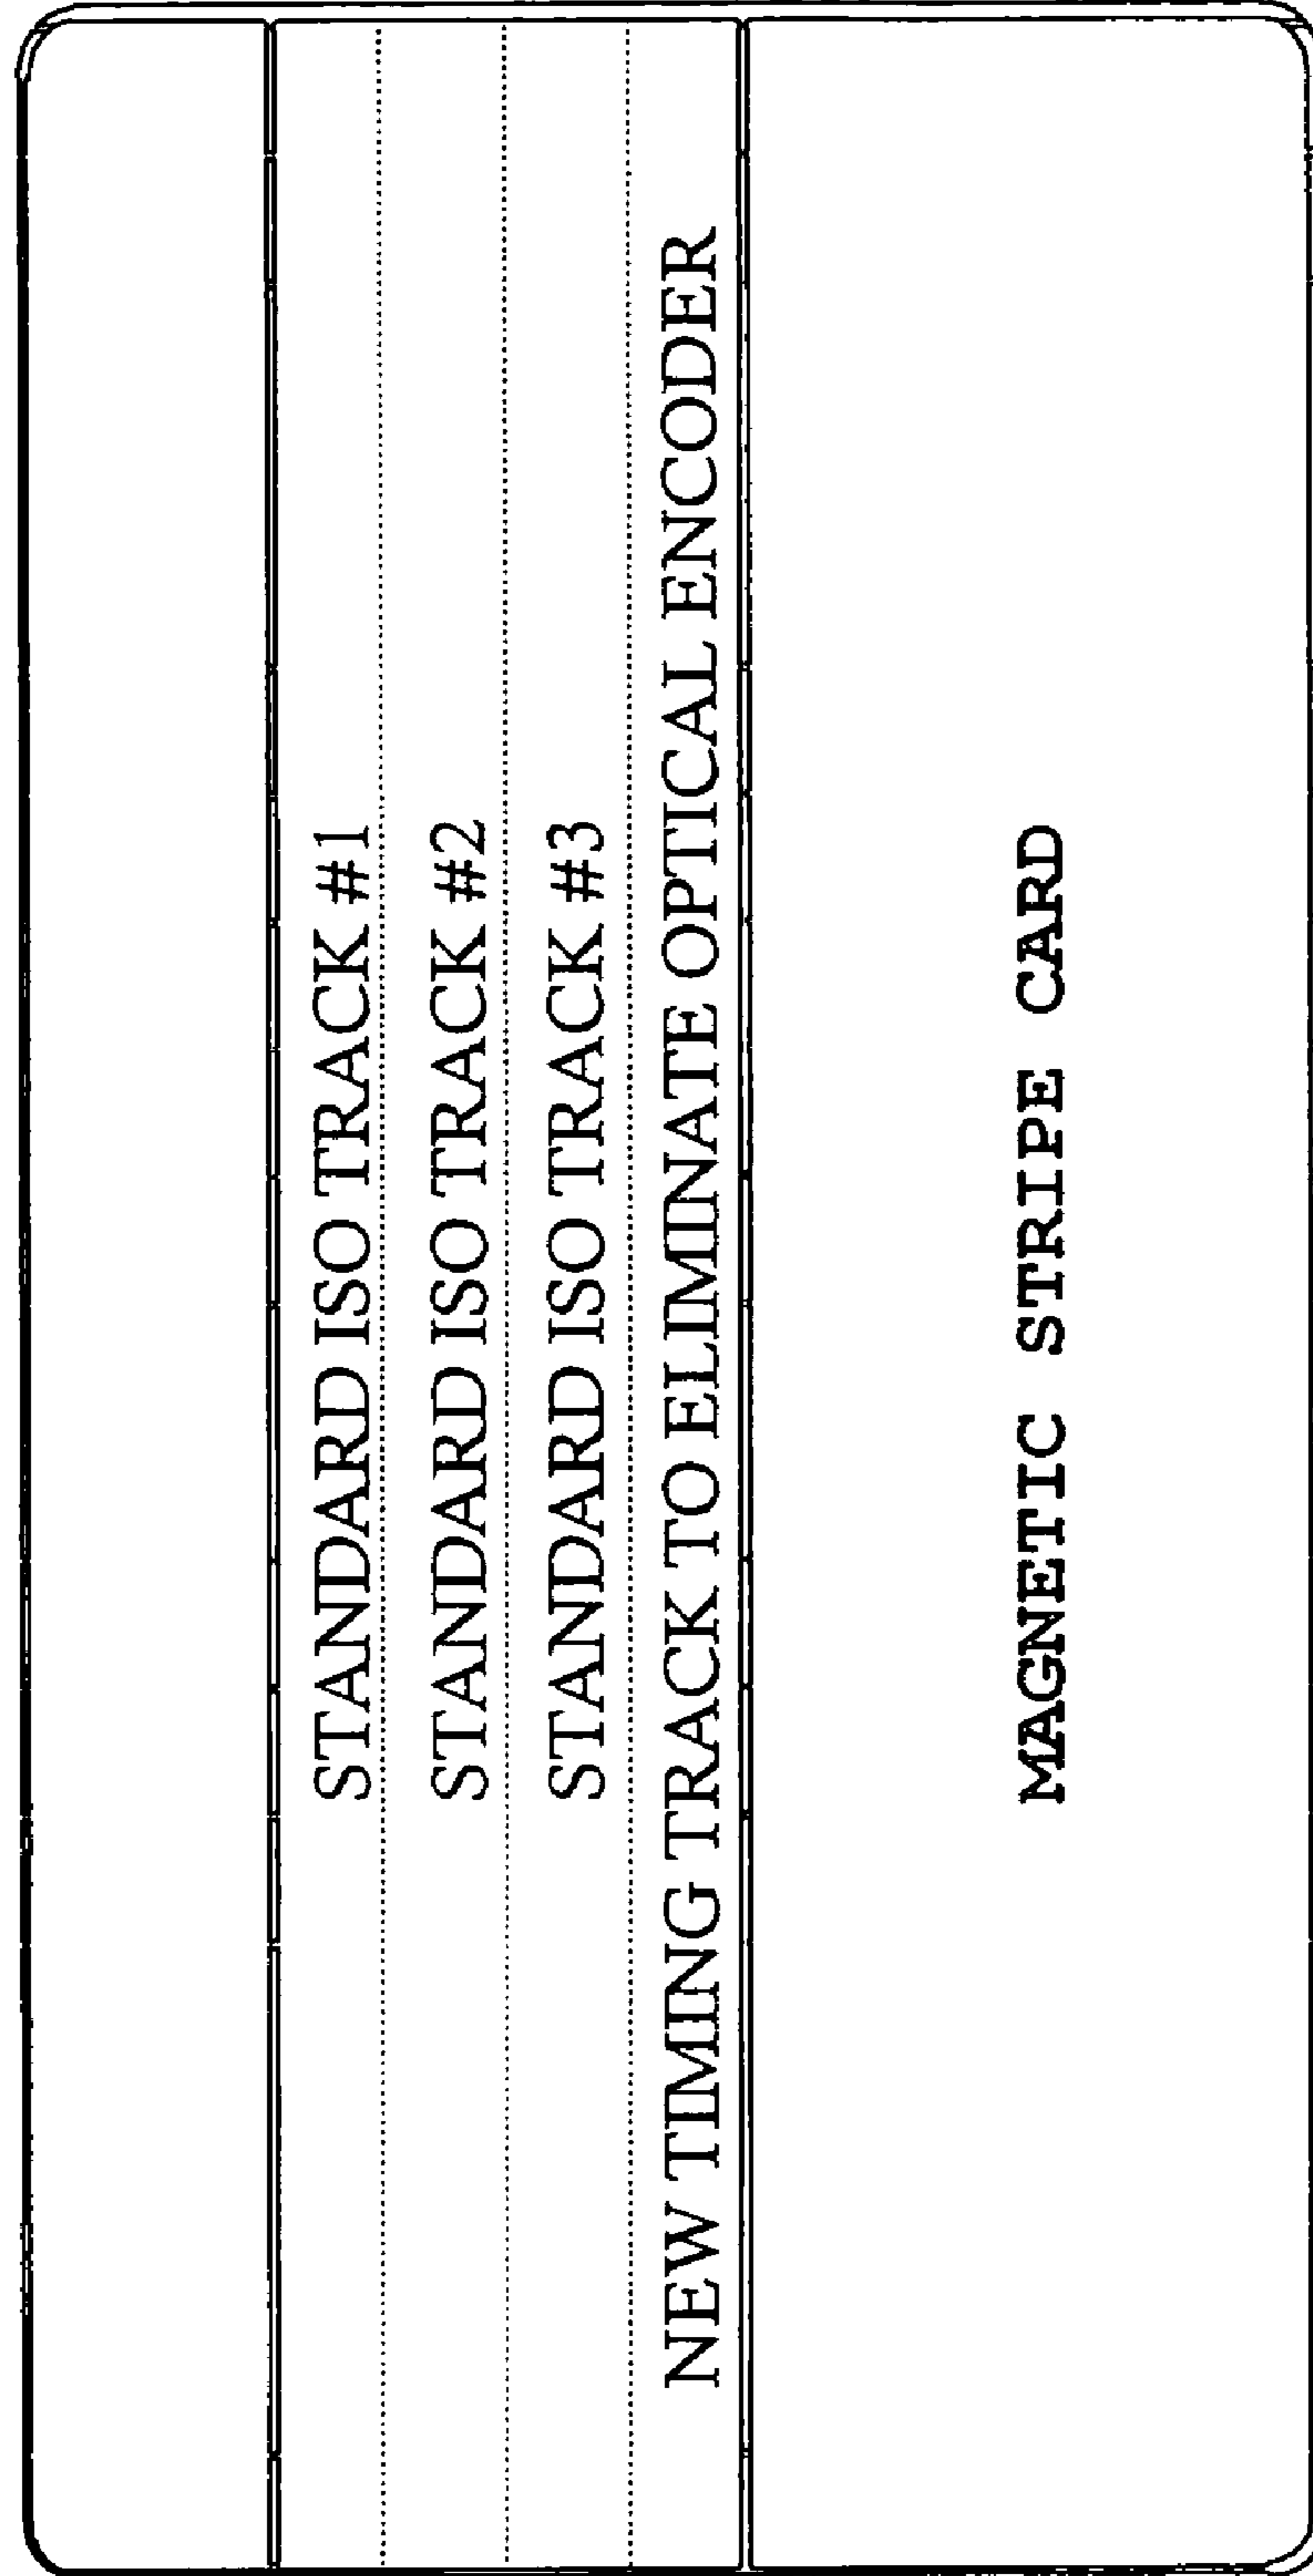 STANDARD ISO TRACK #1
STANDARD ISO TRACK #2
STANDARD ISO TRACK #3
NEW TIMING TRACK TO ELIMINATE OPTICAL ENCODER
MAGNETIC STRIPE CARD